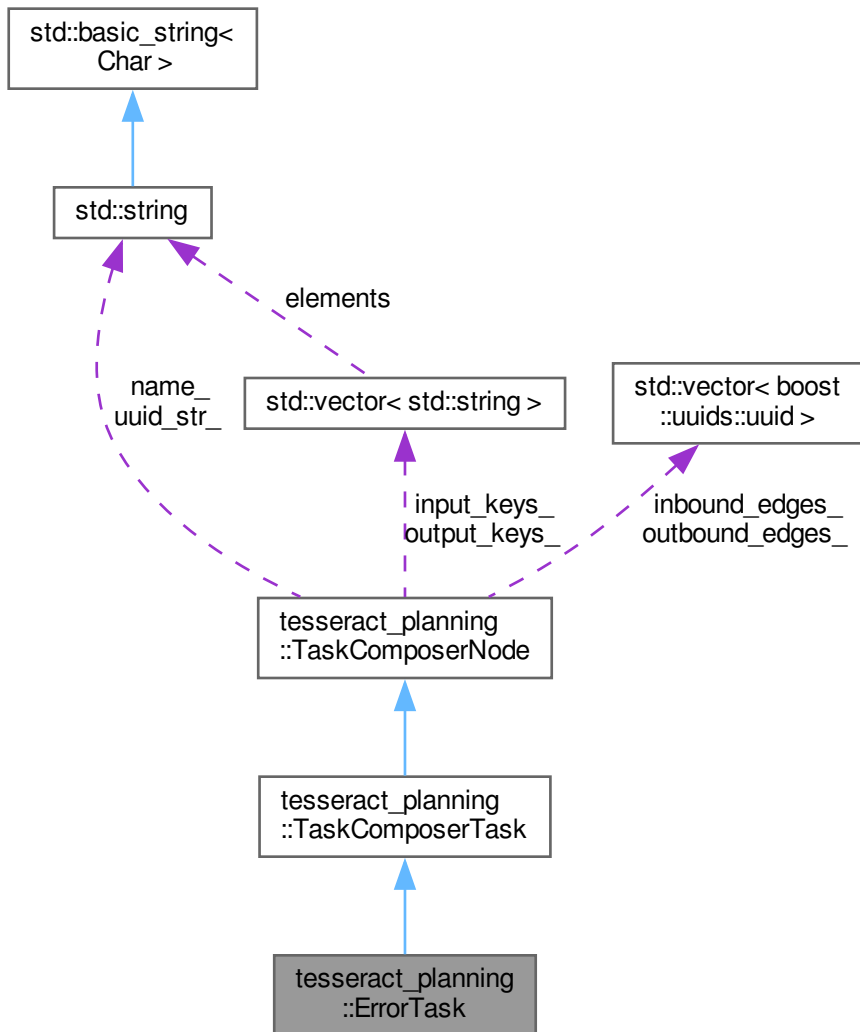 std::basic_string<
Char >
std::string
elements
name_
uuid_str_
std::vector< std::string >
std::vector< boost
::uuids::uuid >
input_keys_
output_keys_
inbound_edges_
outbound_edges_
tesseract_planning
::TaskComposerNode
tesseract_planning
::TaskComposerTask
tesseract_planning
::ErrorTask